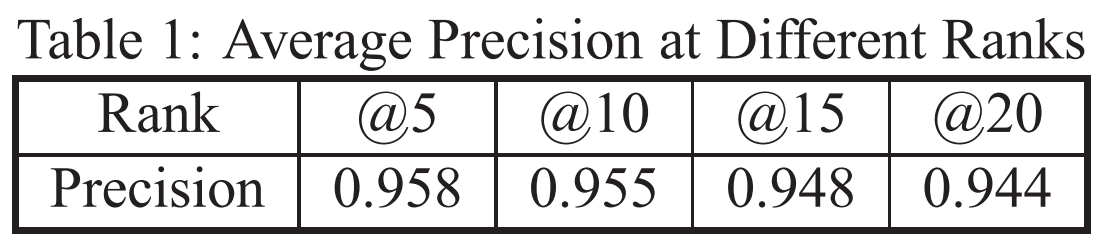 Table 1: Average Precision at Different Ranks
Rank @5 @10 @15 @20
Precision 0.958 0.955 0.948 0.944